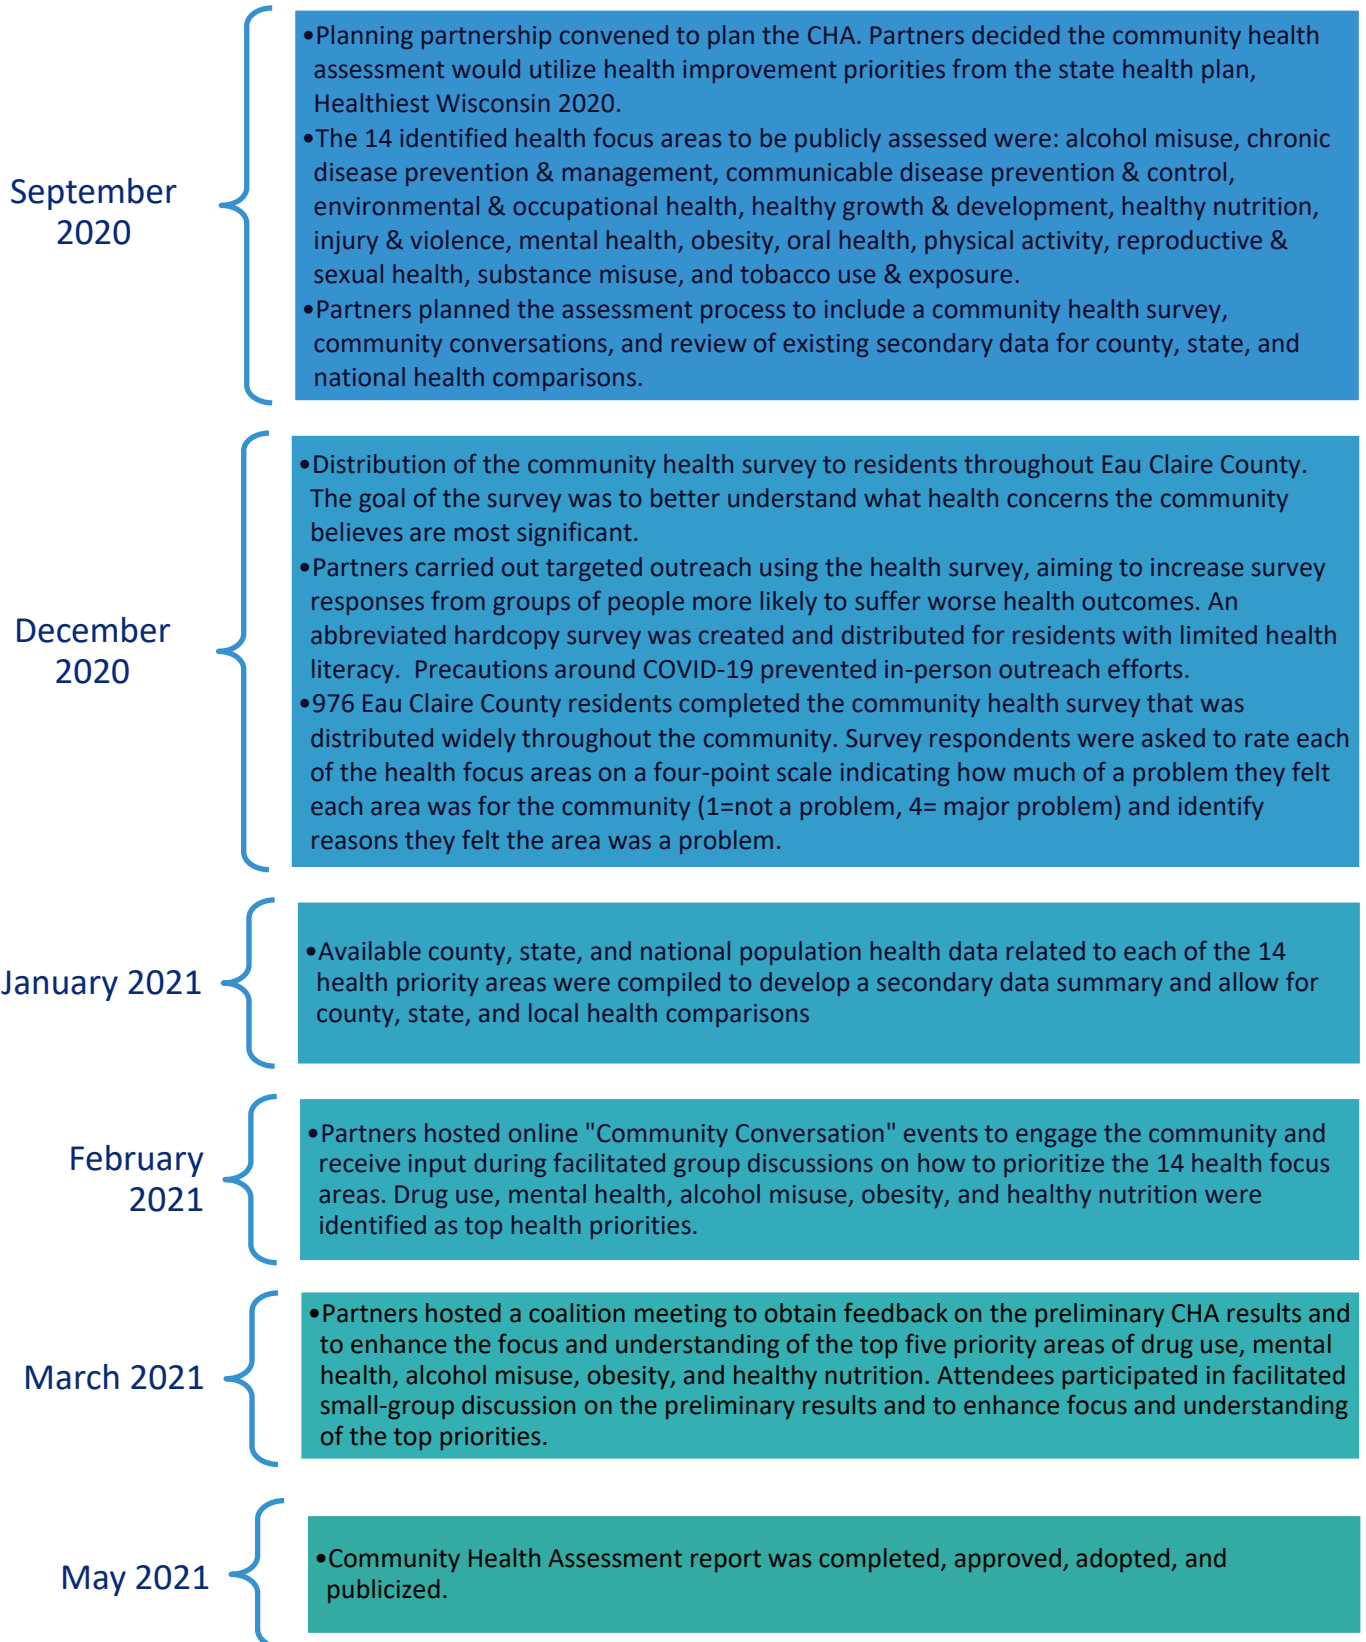 September
2020
•Planning partnership convened to plan the CHA. Partners decided the community health
assessment would utilize health improvement priorities from the state health plan,
Healthiest Wisconsin 2020.
•The 14 identified health focus areas to be publicly assessed were: alcohol misuse, chronic
disease prevention & management, communicable disease prevention & control,
environmental & occupational health, healthy growth & development, healthy nutrition,
injury & violence, mental health, obesity, oral health, physical activity, reproductive &
sexual health, substance misuse, and tobacco use & exposure.
•Partners planned the assessment process to include a community health survey,
community conversations, and review of existing secondary data for county, state, and
national health comparisons.
December
2020
•Distribution of the community health survey to residents throughout Eau Claire County.
The goal of the survey was to better understand what health concerns the community
believes are most significant.
•Partners carried out targeted outreach using the health survey, aiming to increase survey
responses from groups of people more likely to suffer worse health outcomes. An
abbreviated hardcopy survey was created and distributed for residents with limited health
literacy.  Precautions around COVID-19 prevented in-person outreach efforts.
•976 Eau Claire County residents completed the community health survey that was
distributed widely throughout the community. Survey respondents were asked to rate each
of the health focus areas on a four-point scale indicating how much of a problem they felt
each area was for the community (1=not a problem, 4= major problem) and identify
reasons they felt the area was a problem.
January 2021
•Available county, state, and national population health data related to each of the 14
health priority areas were compiled to develop a secondary data summary and allow for
county, state, and local health comparisons
February
2021
•Partners hosted online "Community Conversation" events to engage the community and
receive input during facilitated group discussions on how to prioritize the 14 health focus
areas. Drug use, mental health, alcohol misuse, obesity, and healthy nutrition were
identified as top health priorities.
March 2021
•Partners hosted a coalition meeting to obtain feedback on the preliminary CHA results and
to enhance the focus and understanding of the top five priority areas of drug use, mental
health, alcohol misuse, obesity, and healthy nutrition. Attendees participated in facilitated
small-group discussion on the preliminary results and to enhance focus and understanding
of the top priorities.
May 2021
•Community Health Assessment report was completed, approved, adopted, and
publicized.